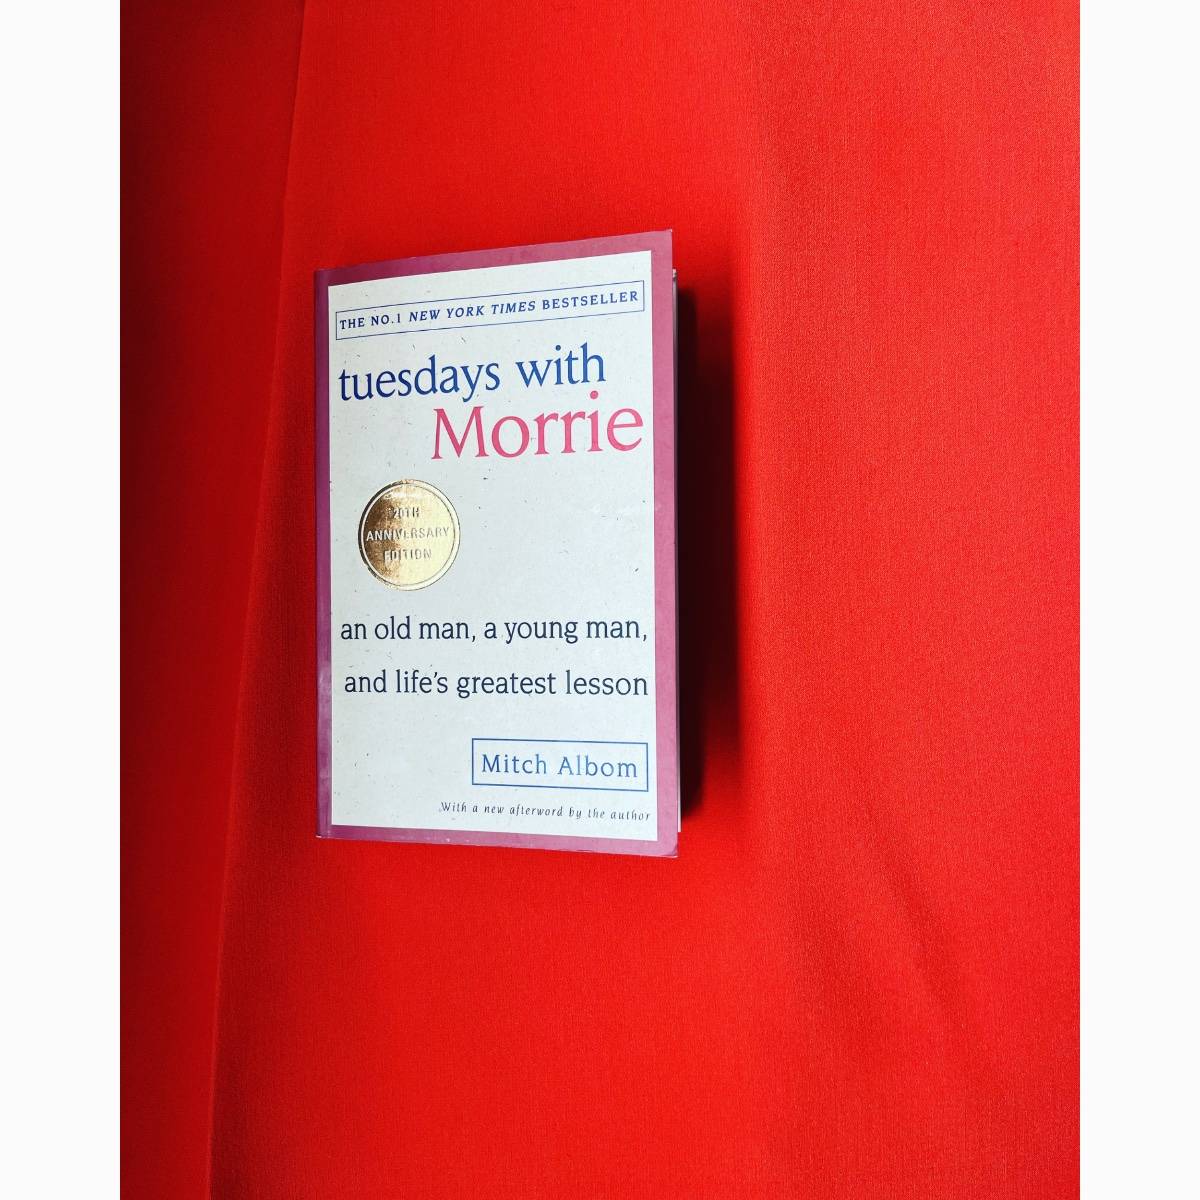 THE NO.1 NEW YORK TIMES BESTSELLER
tuesdays with
Morrie
20TH
ANNIVERSARY
EDITION
an old man, a young man,
and life's greatest lesson
Mitch Albom
With a new afterword by the author